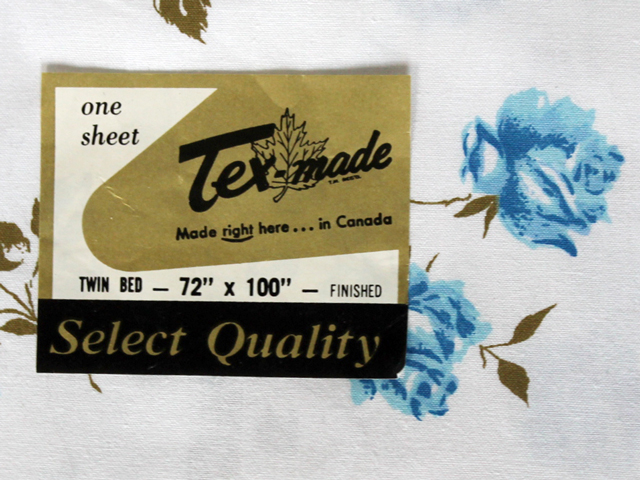 one
sheet
Tex-made
T.M. REG'D.
Made right here... in Canada
TWIN BED — 72" x 100" — FINISHED
Select Quality